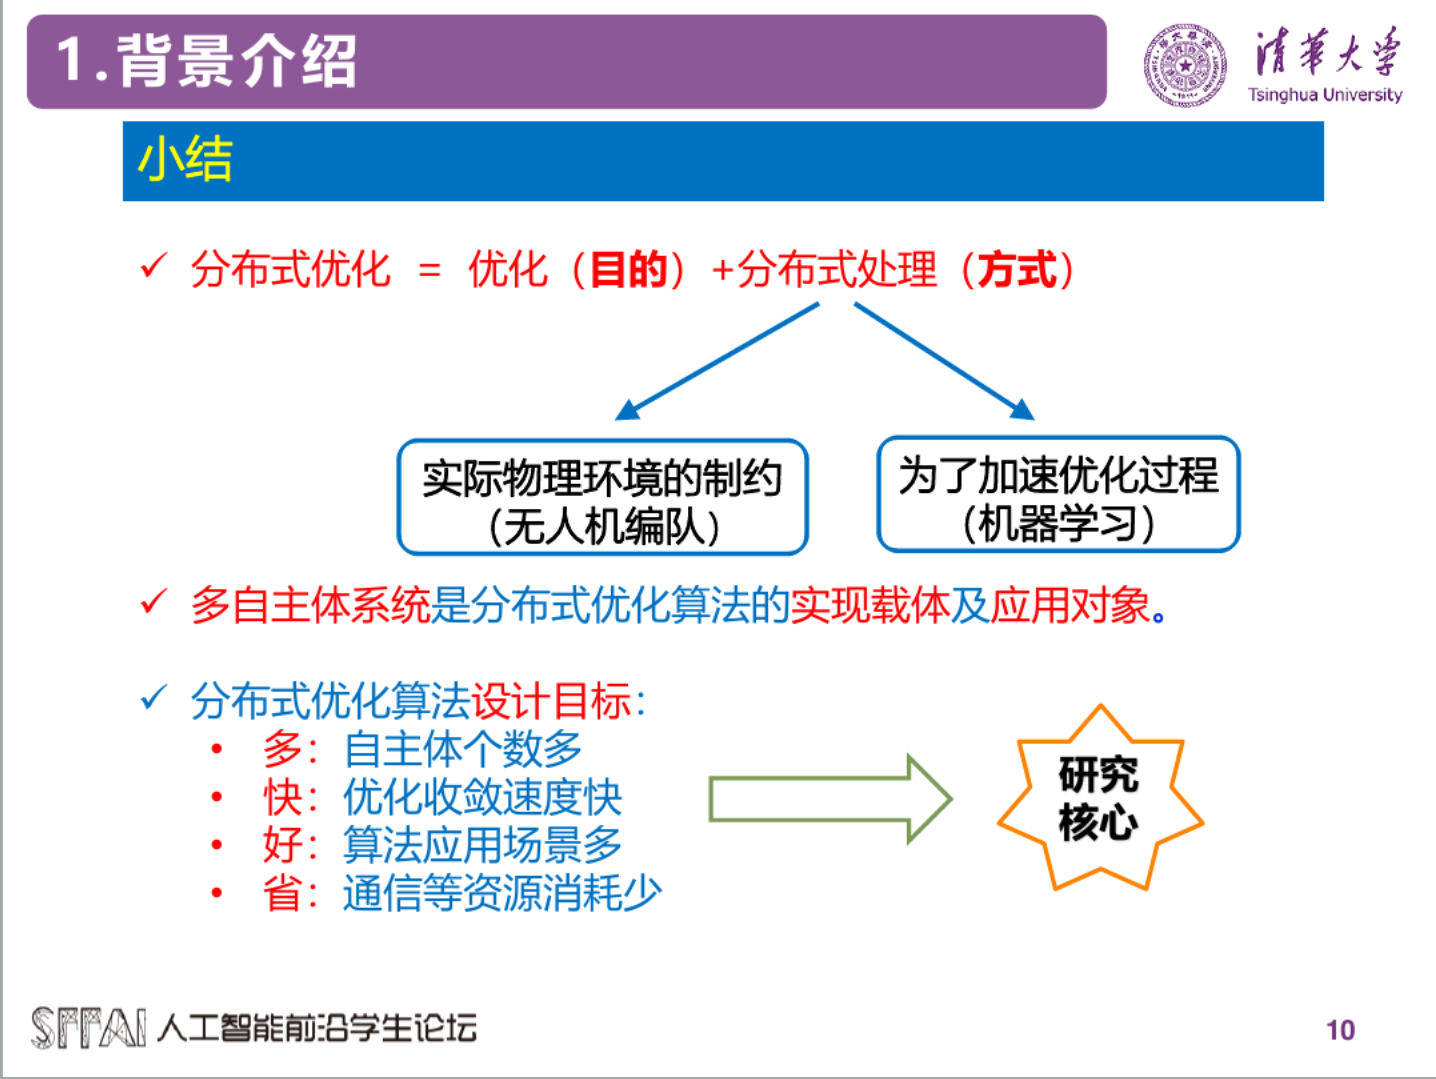 1.背景介绍
清华大学
Tsinghua University
小结
✓ 分布式优化 = 优化（目的）+分布式处理（方式）
实际物理环境的制约
（无人机编队）
为了加速优化过程
（机器学习）
✓ 多自主体系统是分布式优化算法的实现载体及应用对象。
✓ 分布式优化算法设计目标：
• 多：自主体个数多
• 快：优化收敛速度快
• 好：算法应用场景多
• 省：通信等资源消耗少
研究
核心
SFFAI 人工智能前沿学生论坛
10